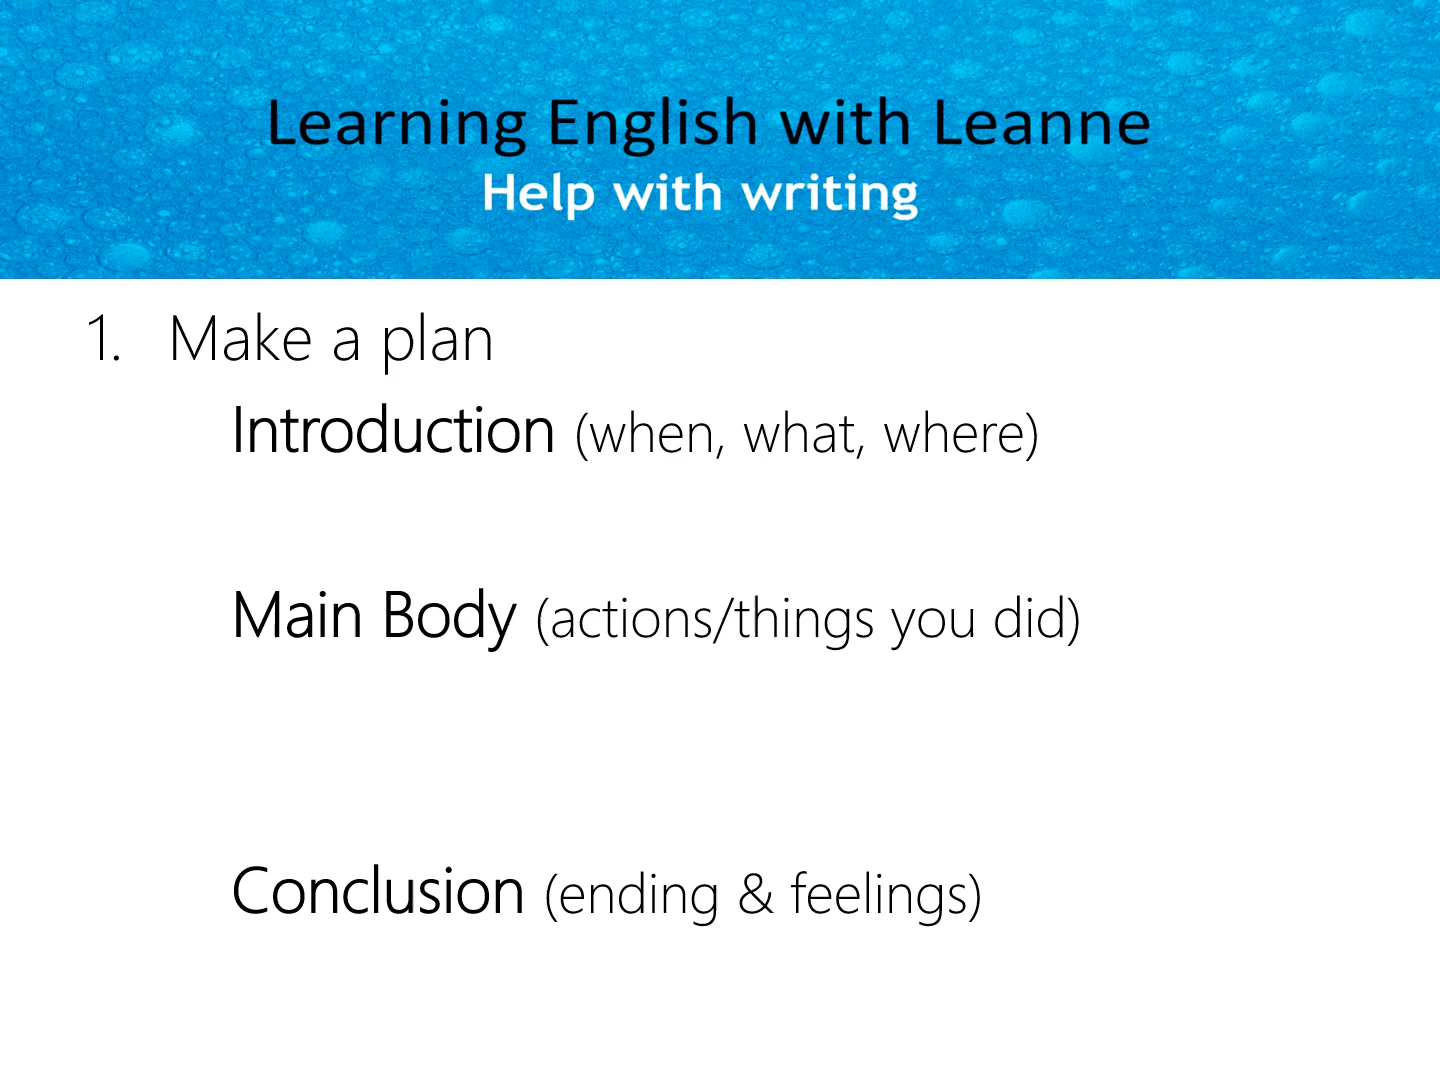 Learning English with Leanne
Help with writing
1. Make a plan
Introduction (when, what, where)
Main Body (actions/things you did)
Conclusion (ending & feelings)